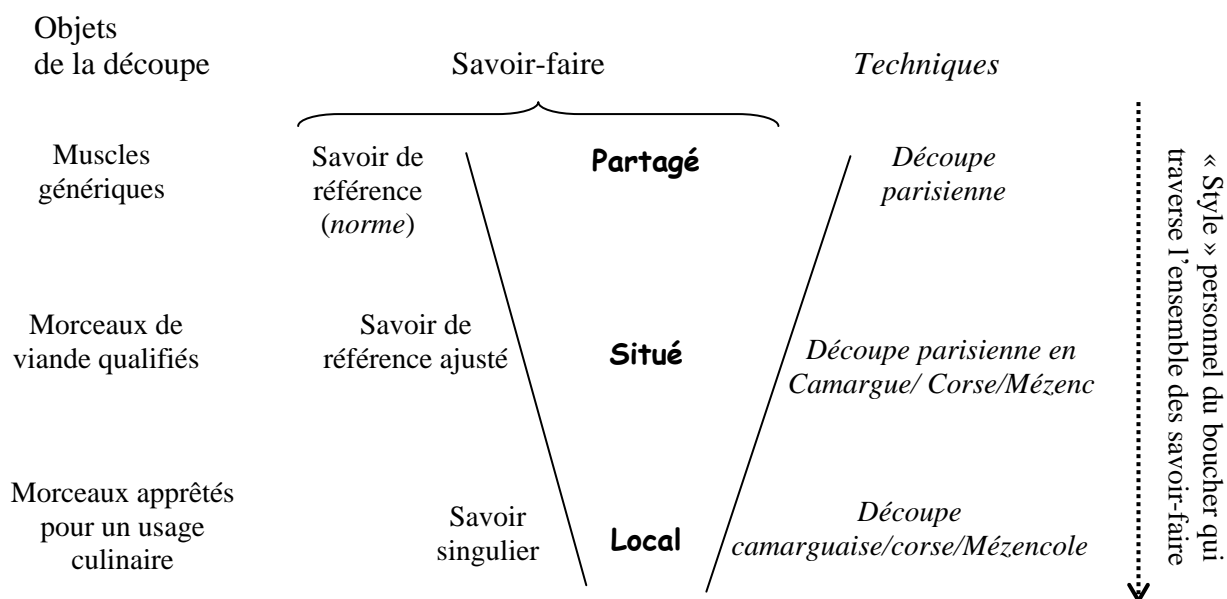 Objets
de la découpe
Savoir-faire
Techniques
Muscles
génériques
Savoir de
référence
(norme)
Partagé
Découpe
parisienne
Morceaux de
viande qualifiés
Savoir de
référence ajusté
Situé
Découpe parisienne en
Camargue/ Corse/Mézenc
Morceaux apprêtés
pour un usage
culinaire
Savoir
singulier
Local
Découpe
camarguaise/corse/Mézencole
« Style » personnel du boucher qui
traverse l’ensemble des savoir-faire